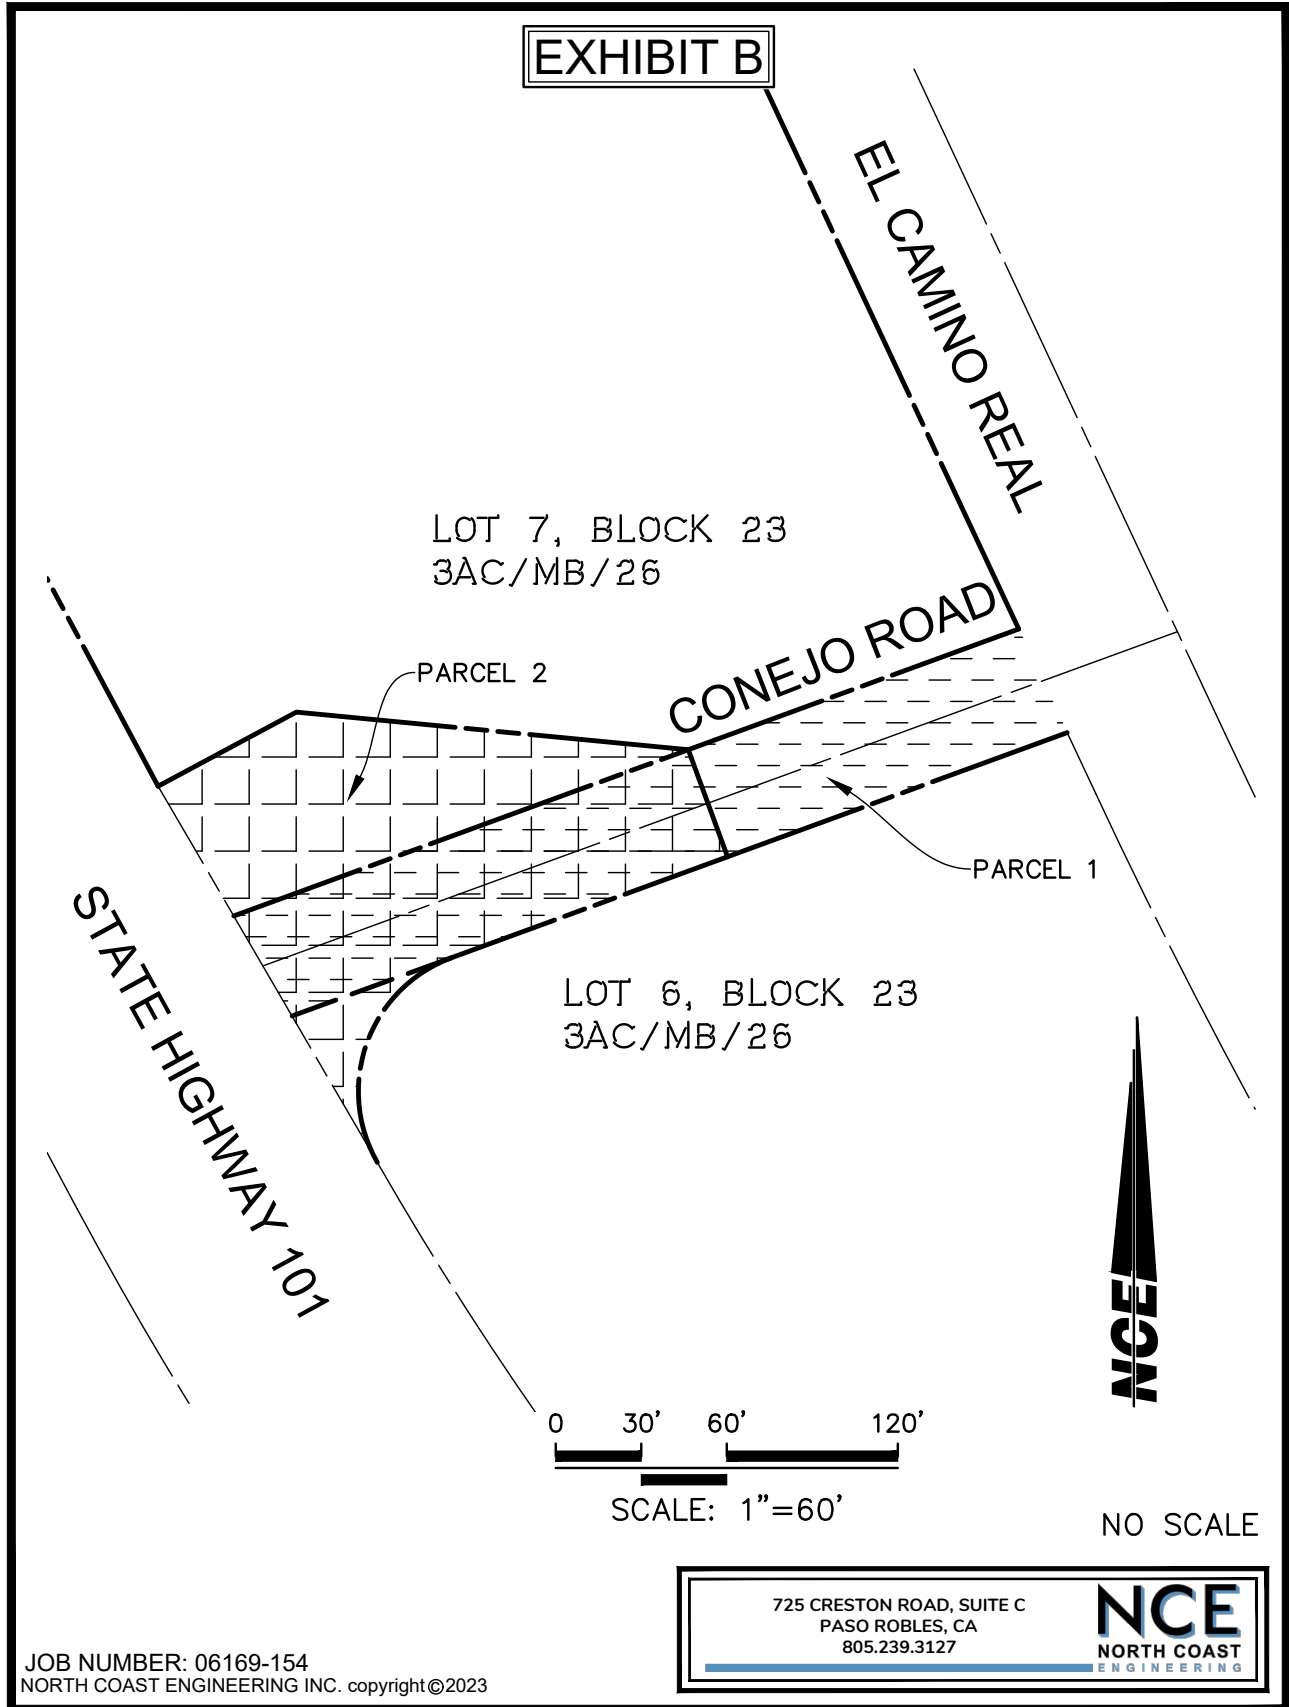 EXHIBIT B
EL CAMINO REAL
LOT 7, BLOCK 23
3AC/MB/26
CONEJO ROAD
PARCEL 2
PARCEL 1
STATE HIGHWAY 101
LOT 6, BLOCK 23
3AC/MB/26
NCE
0 30' 60' 120'
SCALE: 1"=60'
NO SCALE
725 CRESTON ROAD, SUITE C
PASO ROBLES, CA
805.239.3127
NCE
NORTH COAST
ENGINEERING
JOB NUMBER: 06169-154
NORTH COAST ENGINEERING INC. copyright©2023